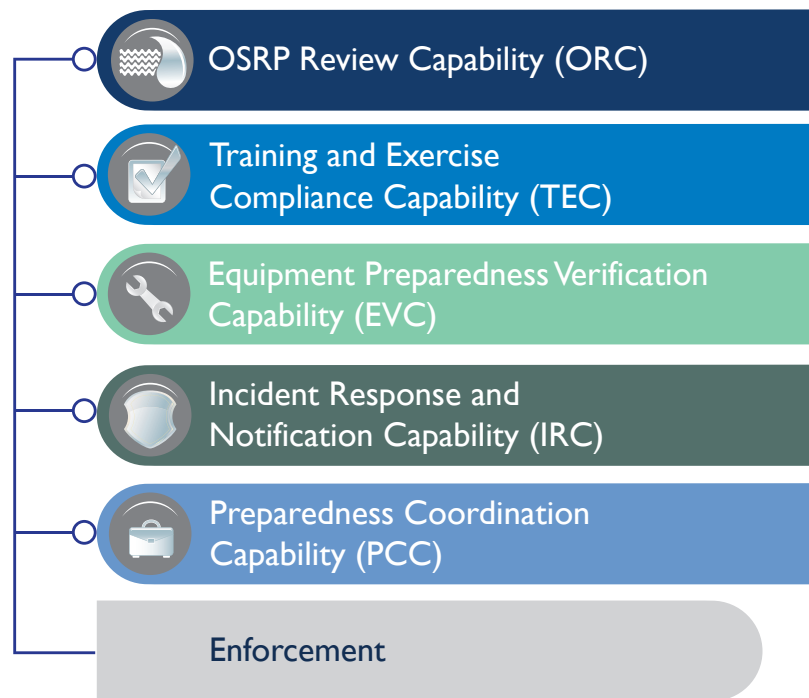 OSRP Review Capability (ORC)
Training and Exercise
Compliance Capability (TEC)
Equipment Preparedness Verification
Capability (EVC)
Incident Response and
Notification Capability (IRC)
Preparedness Coordination
Capability (PCC)
Enforcement